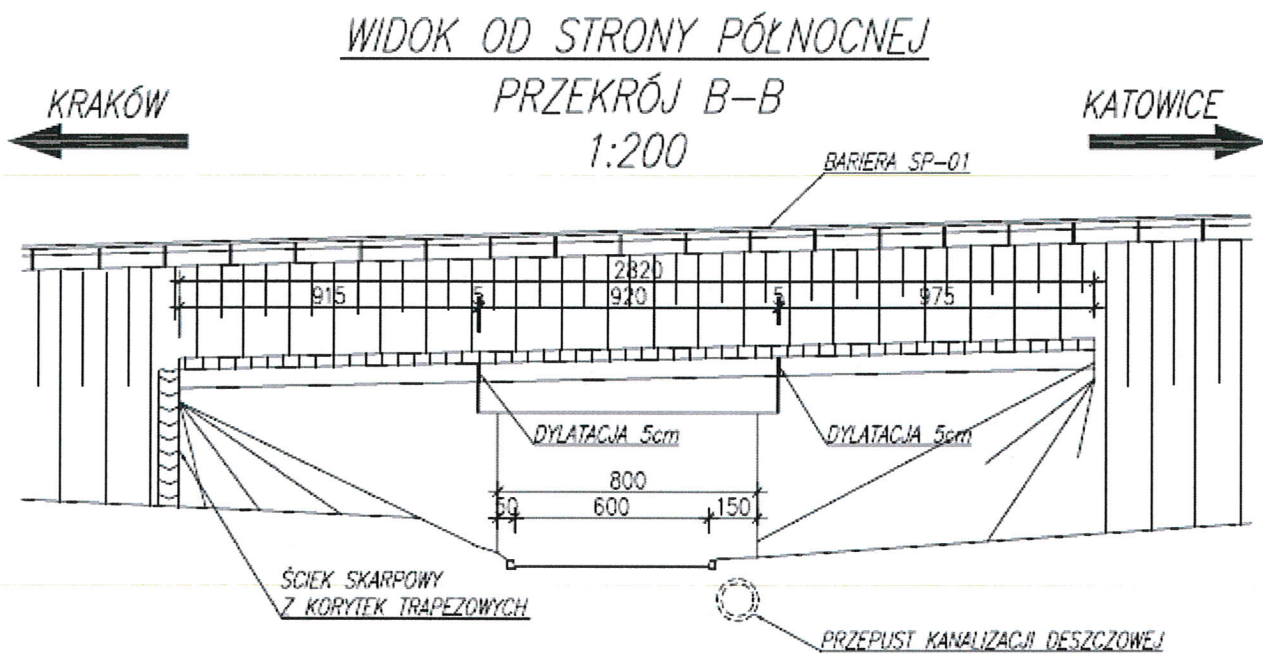 WIDOK OD STRONY PÓŁNOCNEJ
PRZEKRÓJ B-B
1:200
KRAKÓW
KATOWICE
BARIERA SP-01
2820
915 5 920 5 975
DYLATACJA 5cm
DYLATACJA 5cm
800
50 600 150
ŚCIEK SKARPOWY
Z KORYTEK TRAPEZOWYCH
PRZEPUST KANALIZACJI DESZCZOWEJ